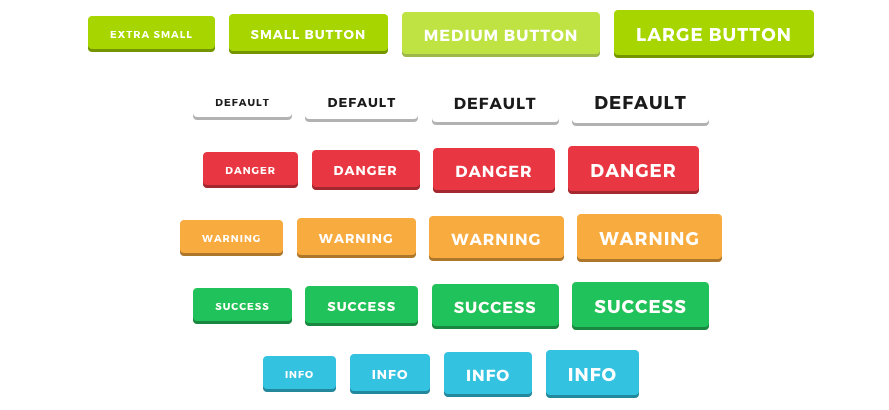 EXTRA SMALL SMALL BUTTON MEDIUM BUTTON LARGE BUTTON
DEFAULT DEFAULT DEFAULT DEFAULT
DANGER DANGER DANGER DANGER
WARNING WARNING WARNING WARNING
SUCCESS SUCCESS SUCCESS SUCCESS
INFO INFO INFO INFO